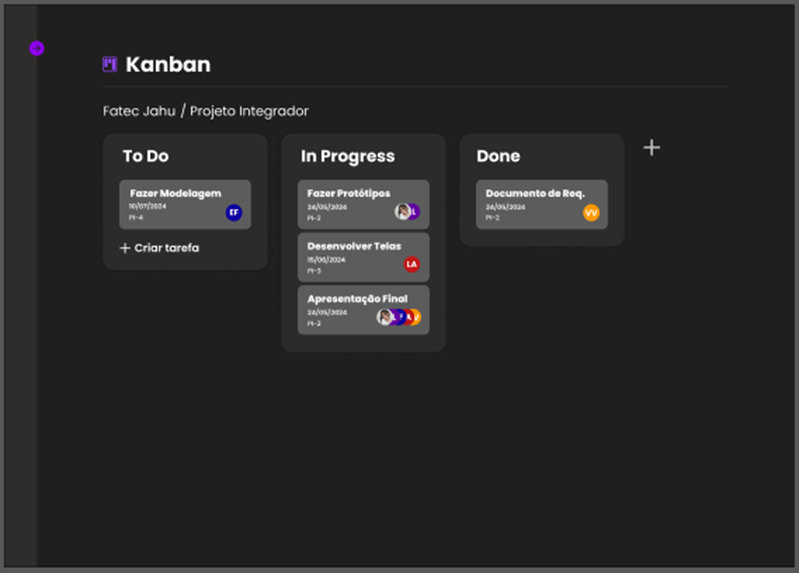 Kanban
Fatec Jahu / Projeto Integrador
To Do
Fazer Modelagem
10/07/2024
PI-4
EF
+ Criar tarefa
In Progress
Fazer Protótipos
24/05/2024
PI-2
L
Desenvolver Telas
15/06/2024
PI-3
LA
Apresentação Final
24/05/2024
PI-2
Done
Documento de Req.
24/05/2024
PI-2
VV